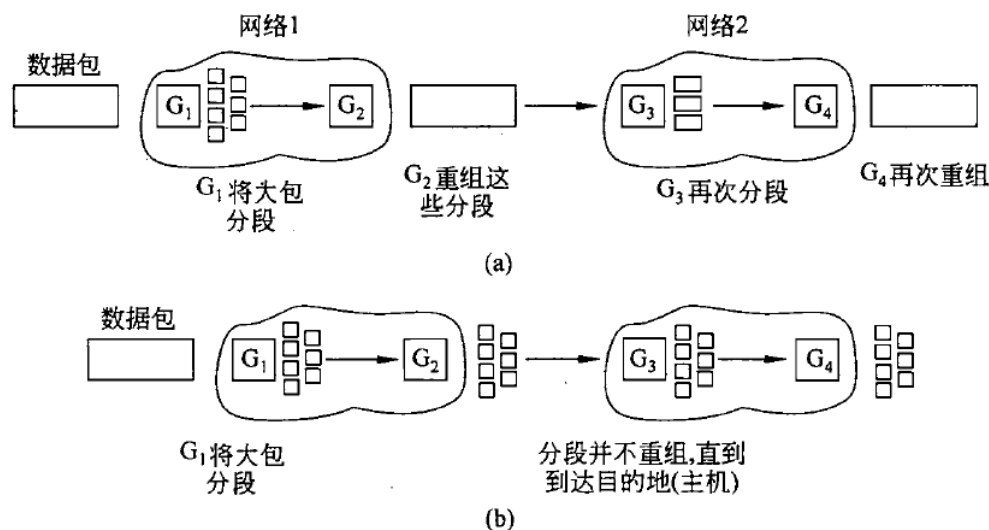 网络1
网络2
数据包
G₁
G₂
G₃
G₄
G₁将大包
分段
G₂重组这
些分段
G₃再次分段
G₄再次重组
(a)
数据包
G₁
G₂
G₃
G₄
G₁将大包
分段
分段并不重组,直到
到达目的地(主机)
(b)